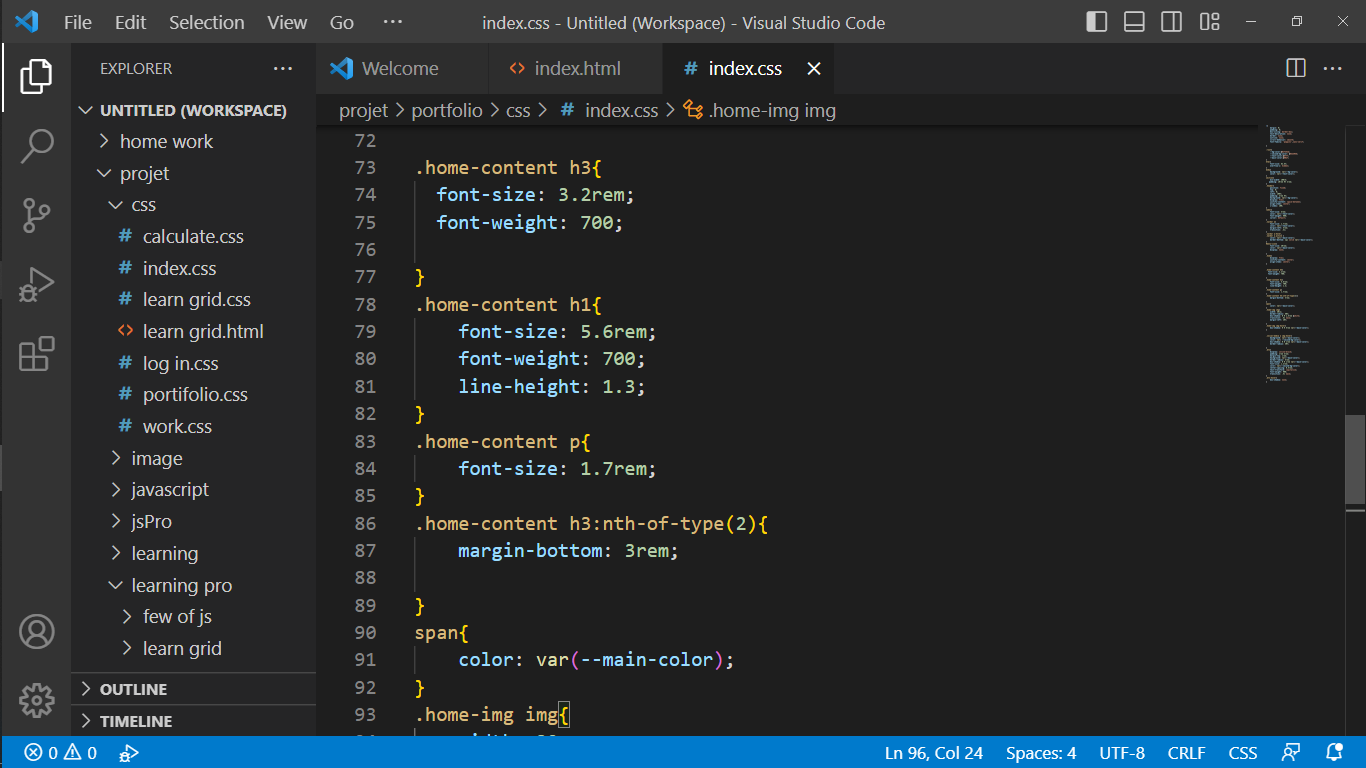 File Edit Selection View Go ··· index.css - Untitled (Workspace) - Visual Studio Code
EXPLORER ···
UNTITLED (WORKSPACE)
home work
projet
css
# calculate.css
# index.css
# learn grid.css
<> learn grid.html
# log in.css
# portifolio.css
# work.css
image
javascript
jsPro
learning
learning pro
few of js
learn grid
OUTLINE
TIMELINE
Welcome <> index.html # index.css
projet > portfolio > css > # index.css > .home-img img
72
73 .home-content h3{
74 font-size: 3.2rem;
75 font-weight: 700;
76
77 }
78 .home-content h1{
79 font-size: 5.6rem;
80 font-weight: 700;
81 line-height: 1.3;
82 }
83 .home-content p{
84 font-size: 1.7rem;
85 }
86 .home-content h3:nth-of-type(2){
87 margin-bottom: 3rem;
88
89 }
90 span{
91 color: var(--main-color);
92 }
93 .home-img img{
0 0 Ln 96, Col 24 Spaces: 4 UTF-8 CRLF CSS